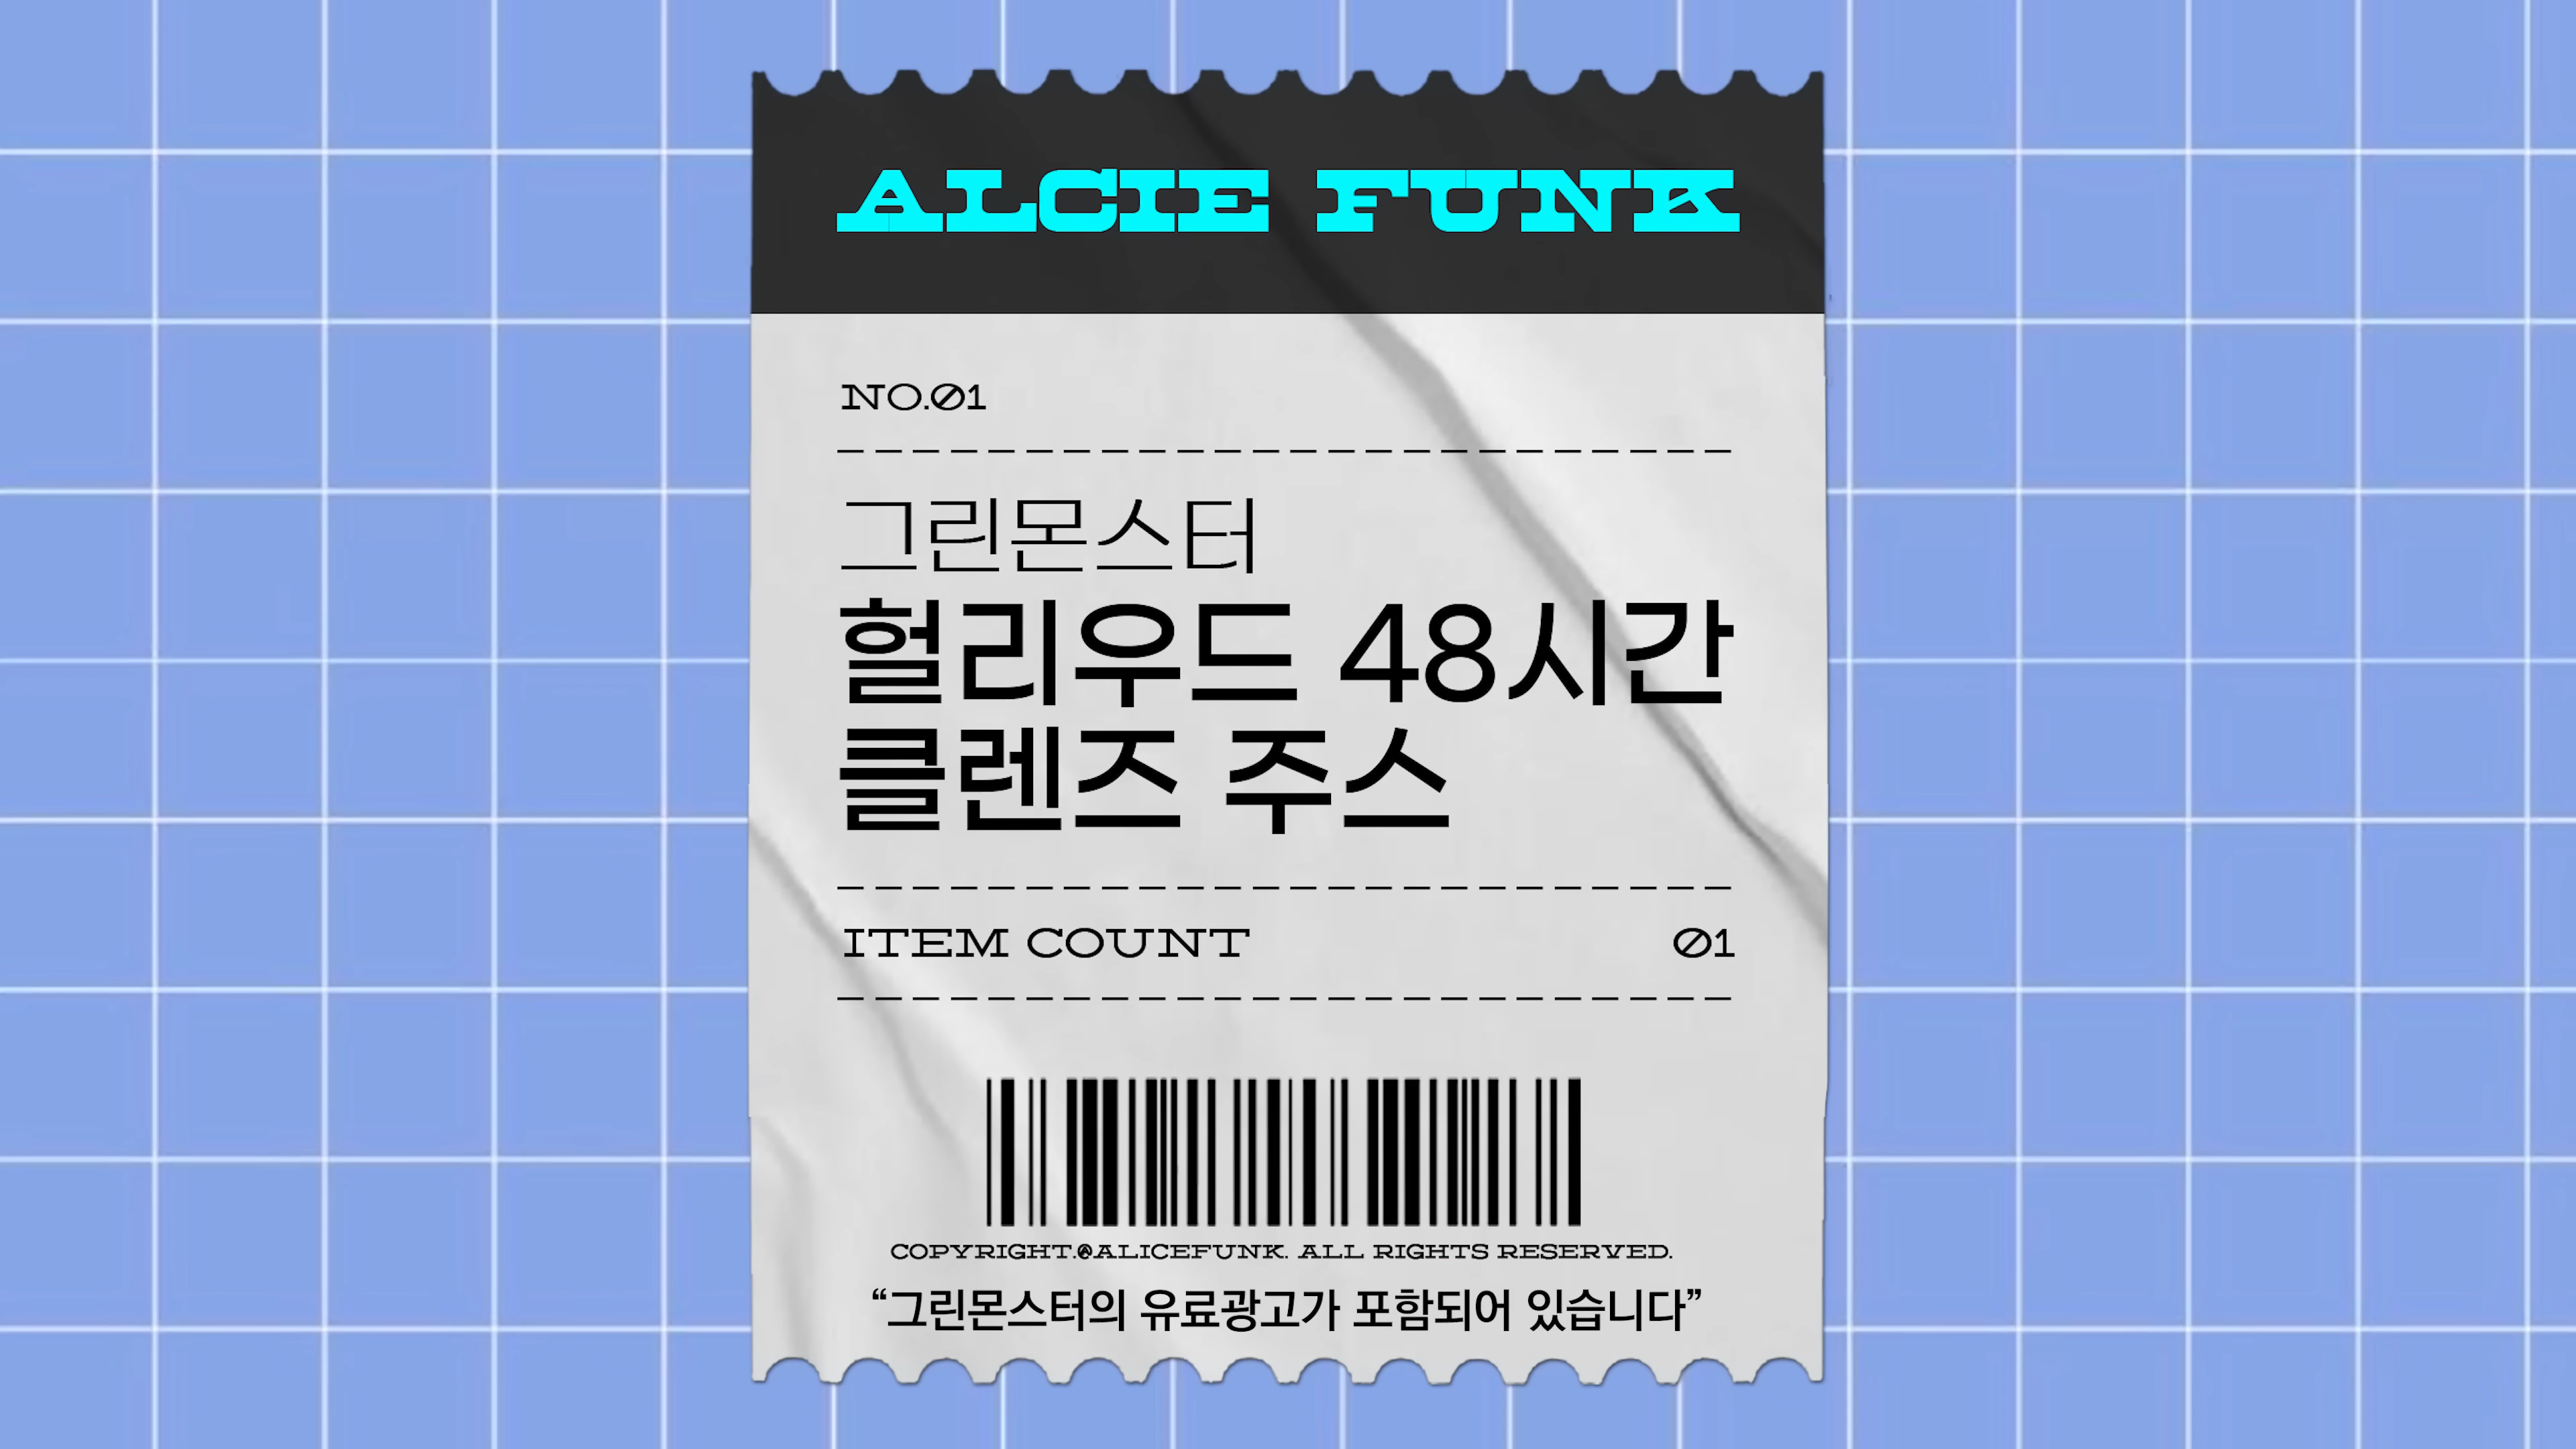 ALCIE FUNK
NO.01
그린몬스터
헐리우드 48시간
클렌즈 주스
ITEM COUNT 01
COPYRIGHT.@ALICEFUNK. ALL RIGHTS RESERVED.
“그린몬스터의 유료광고가 포함되어 있습니다”